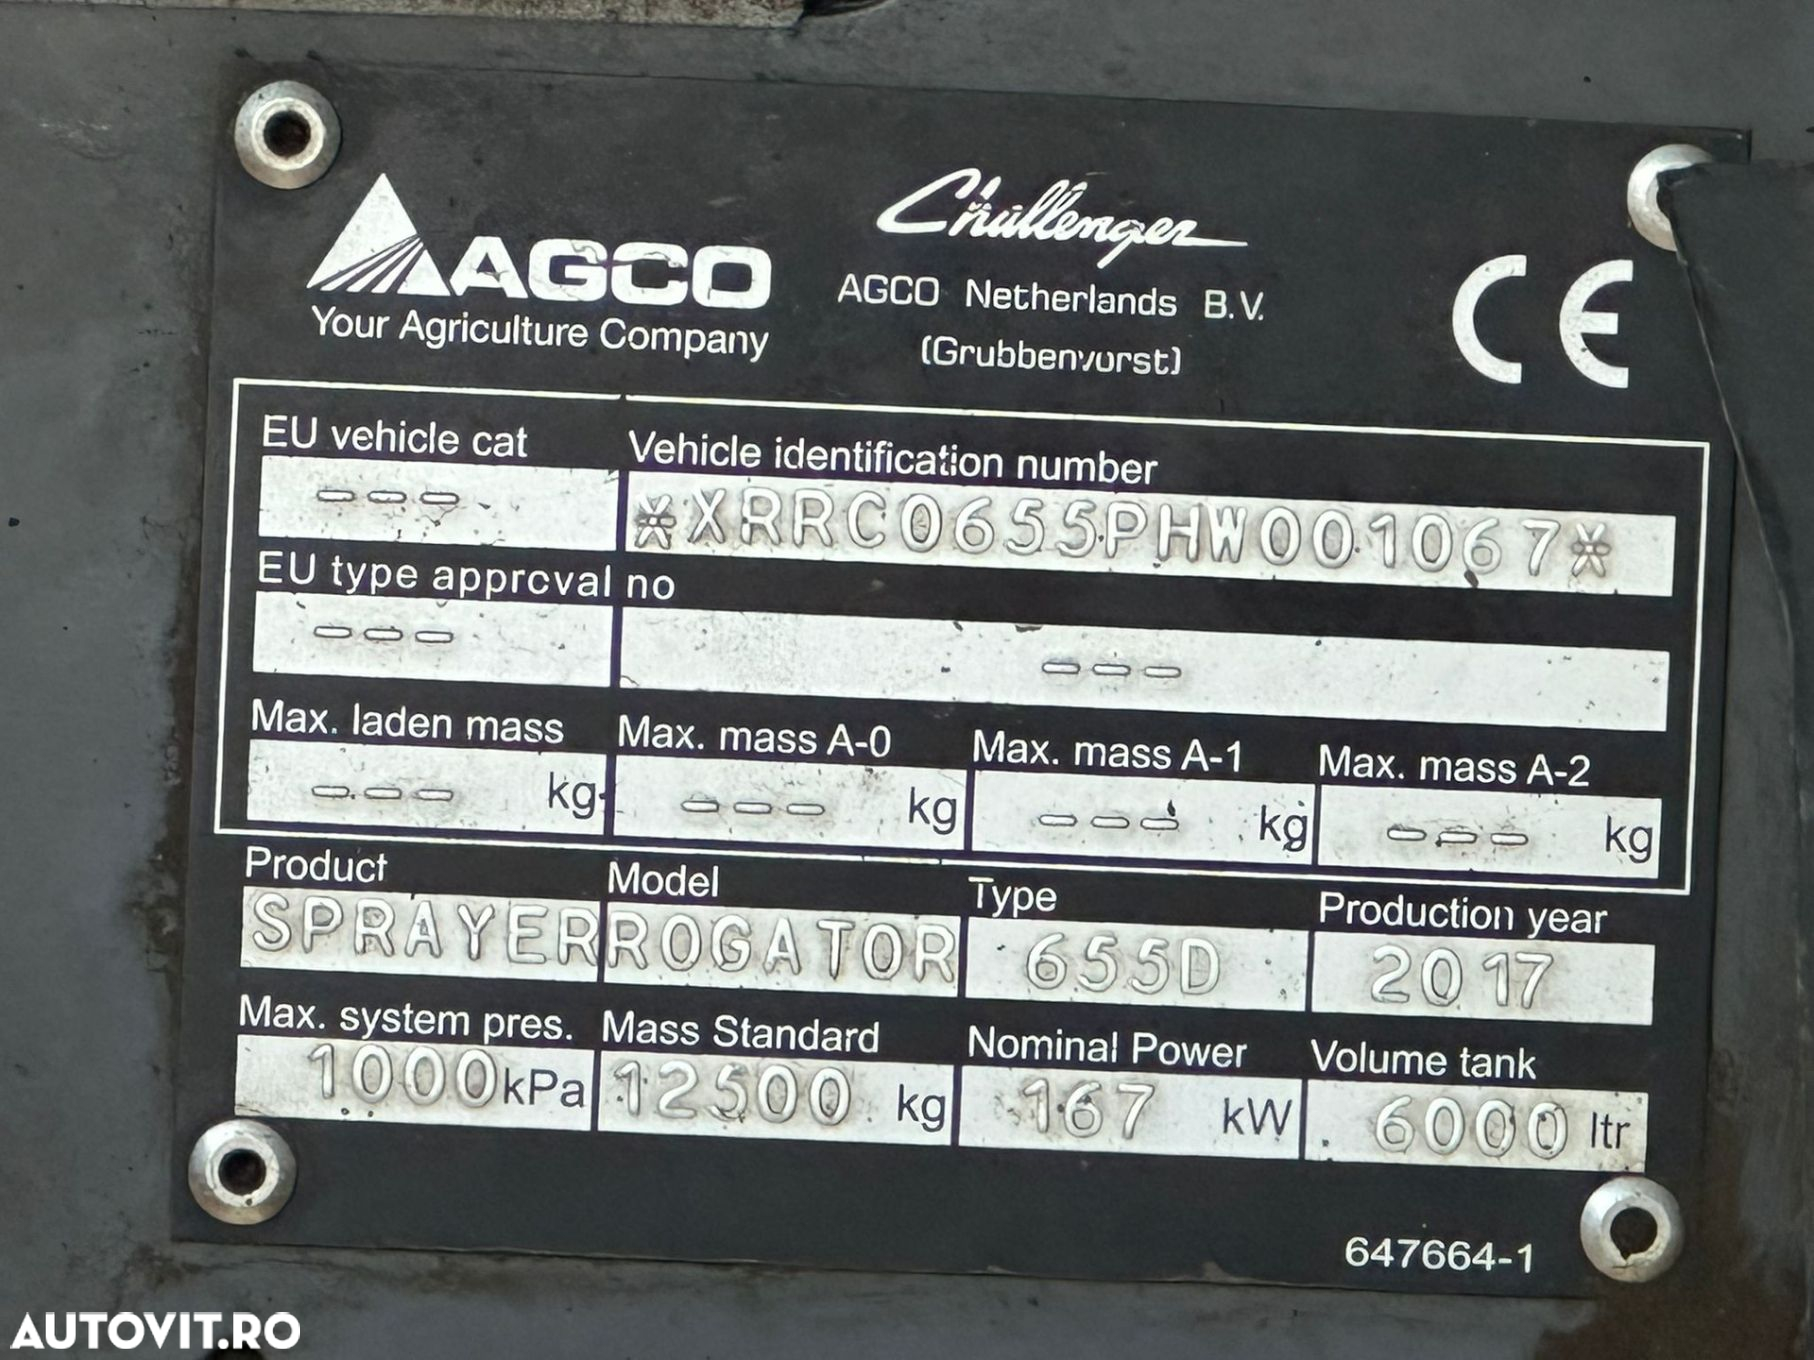 AGCO
Your Agriculture Company
Challenger
AGCO Netherlands B.V.
(Grubbenvorst)
CE
EU vehicle cat
---
Vehicle identification number
*XRRC0655PHW001067*
EU type approval no
---
---
Max. laden mass
--- kg
Max. mass A-0
--- kg
Max. mass A-1
--- kg
Max. mass A-2
--- kg
Product
SPRAYER
Model
ROGATOR
Type
655D
Production year
2017
Max. system pres.
1000 kPa
Mass Standard
12500 kg
Nominal Power
167 kW
Volume tank
6000 ltr
647664-1
AUTOVIT.RO